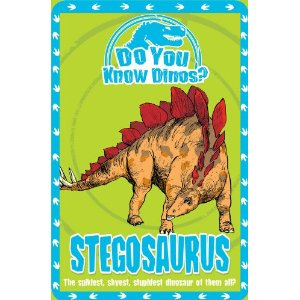 Do You
Know Dinos?
STEGOSAURUS
The spikiest, shyest, stupidest dinosaur of them all?